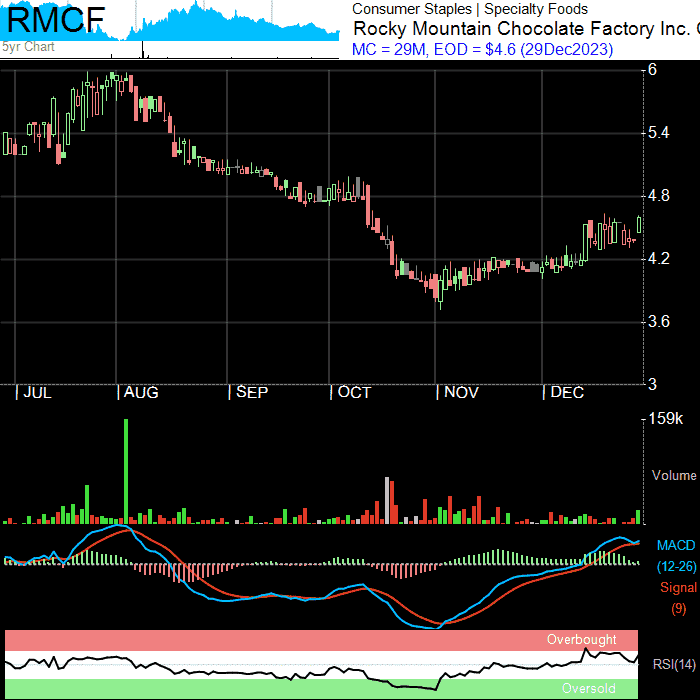 RMCF
5yr Chart
Consumer Staples | Specialty Foods
Rocky Mountain Chocolate Factory Inc.
MC = 29M, EOD = $4.6 (29Dec2023)
6
5.4
4.8
4.2
3.6
3
JUL AUG SEP OCT NOV DEC
159k
Volume
MACD
(12-26)
Signal
(9)
Overbought
RSI(14)
Oversold